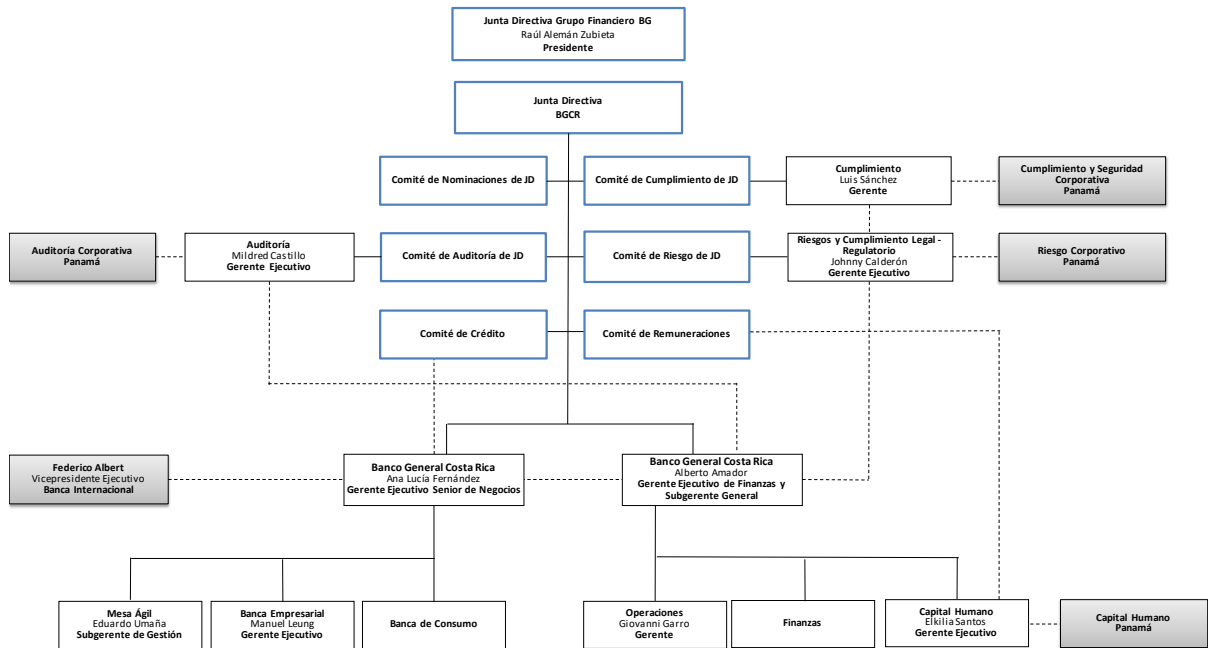 Junta Directiva Grupo Financiero BG
Raúl Alemán Zubieta
Presidente
Junta Directiva
BGCR
Comité de Nominaciones de JD
Comité de Cumplimiento de JD
Cumplimiento
Luis Sánchez
Gerente
Cumplimiento y Seguridad
Corporativa
Panamá
Auditoría Corporativa
Panamá
Auditoría
Mildred Castillo
Gerente Ejecutivo
Comité de Auditoría de JD
Comité de Riesgo de JD
Riesgos y Cumplimiento Legal -
Regulatorio
Johnny Calderón
Gerente Ejecutivo
Riesgo Corporativo
Panamá
Comité de Crédito
Comité de Remuneraciones
Federico Albert
Vicepresidente Ejecutivo
Banca Internacional
Banco General Costa Rica
Ana Lucía Fernández
Gerente Ejecutivo Senior de Negocios
Banco General Costa Rica
Alberto Amador
Gerente Ejecutivo de Finanzas y
Subgerente General
Mesa Ágil
Eduardo Umaña
Subgerente de Gestión
Banca Empresarial
Manuel Leung
Gerente Ejecutivo
Banca de Consumo
Operaciones
Giovanni Garro
Gerente
Finanzas
Capital Humano
Elkilia Santos
Gerente Ejecutivo
Capital Humano
Panamá